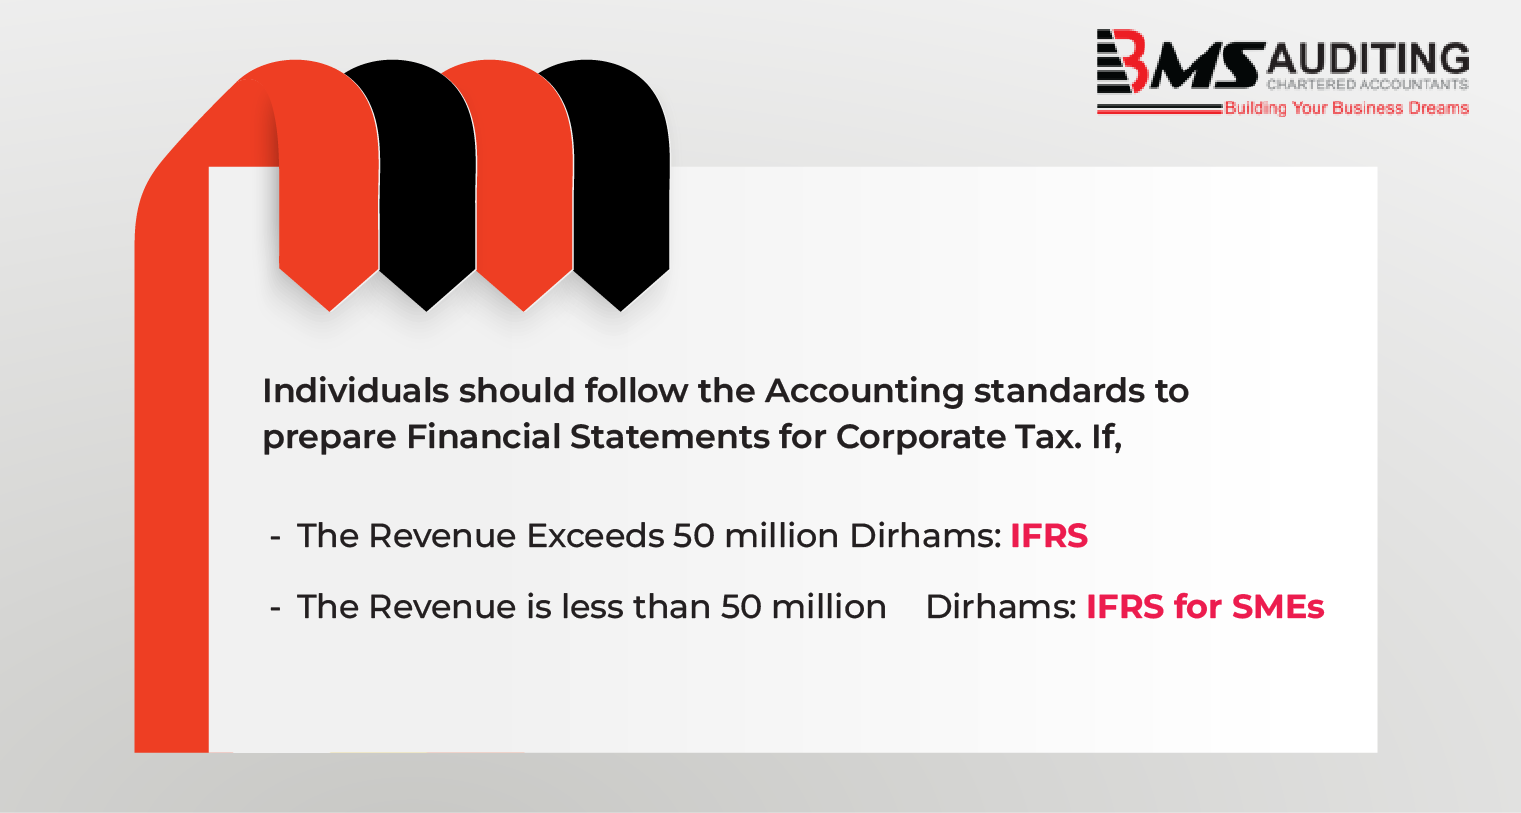 BMS AUDITING
CHARTERED ACCOUNTANTS
Building Your Business Dreams
Individuals should follow the Accounting standards to
prepare Financial Statements for Corporate Tax. If,
- The Revenue Exceeds 50 million Dirhams: IFRS
- The Revenue is less than 50 million Dirhams: IFRS for SMEs